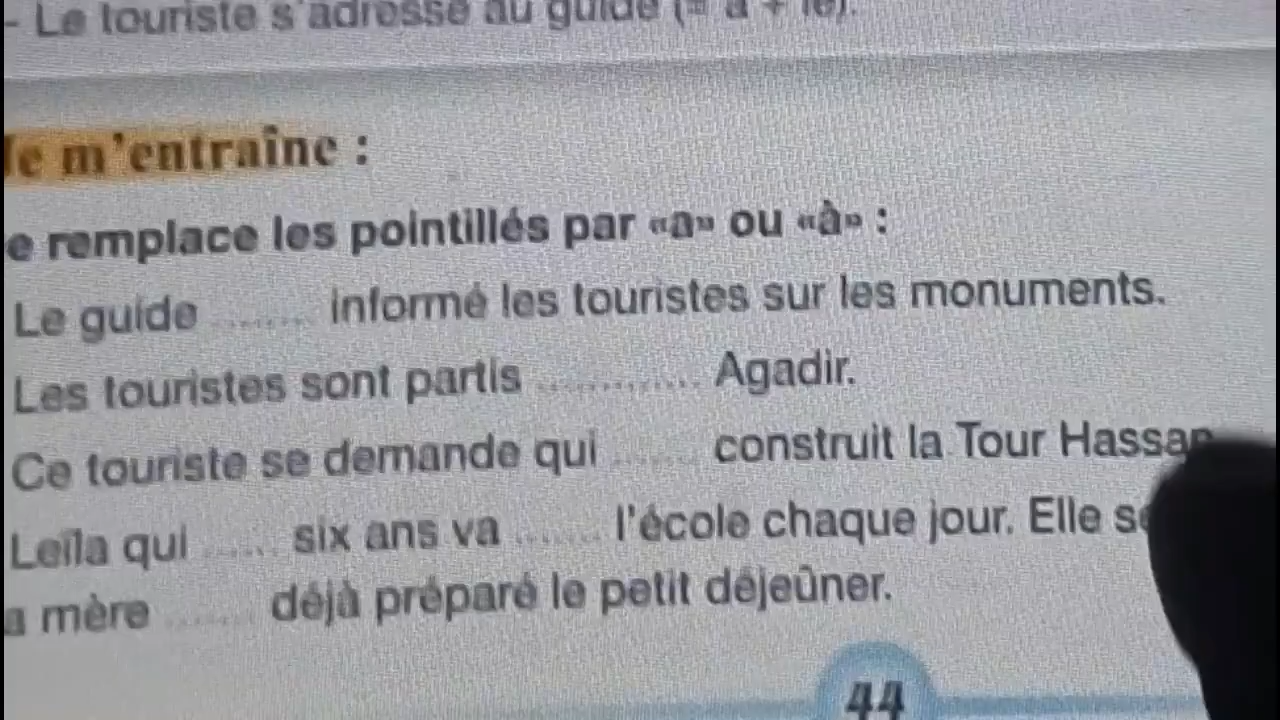 - Le touriste s'adresse au guide (= à + le).
Je m'entraîne :
e remplace les pointillés par «a» ou «à» :
Le guide ........ informé les touristes sur les monuments.
Les touristes sont partis ............. Agadir.
Ce touriste se demande qui ....... construit la Tour Hassan
Leïla qui ...... six ans va ....... l'école chaque jour. Elle se
a mère ....... déjà préparé le petit déjeûner.
44